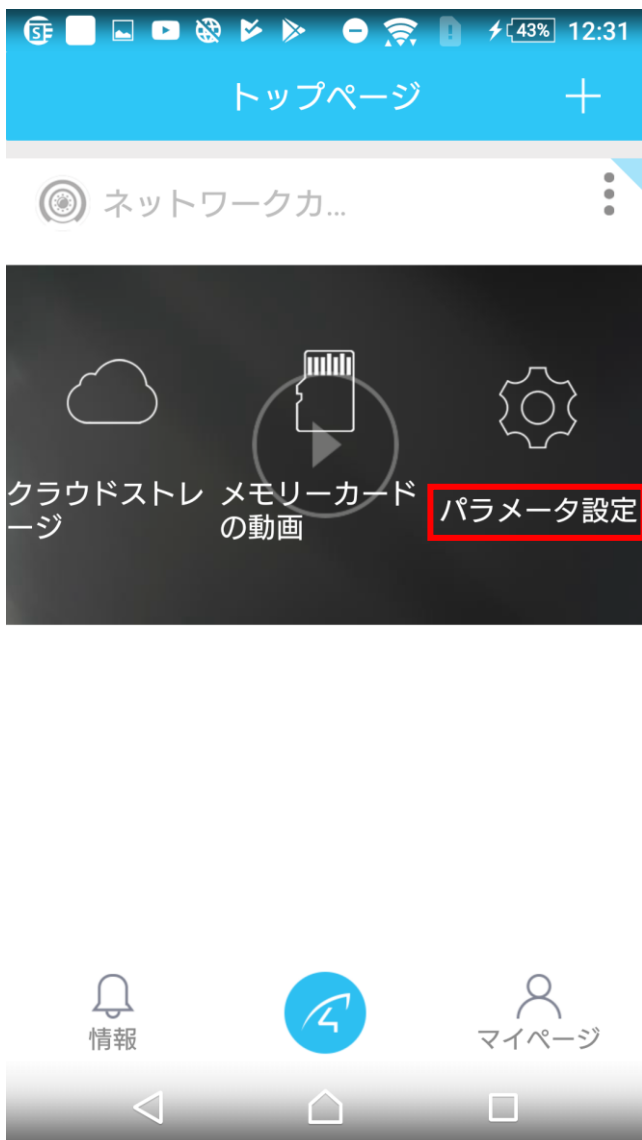 43% 12:31
トップページ
ネットワークカ...
クラウドストレ
ージ
メモリーカード
の動画
パラメータ設定
情報
マイページ